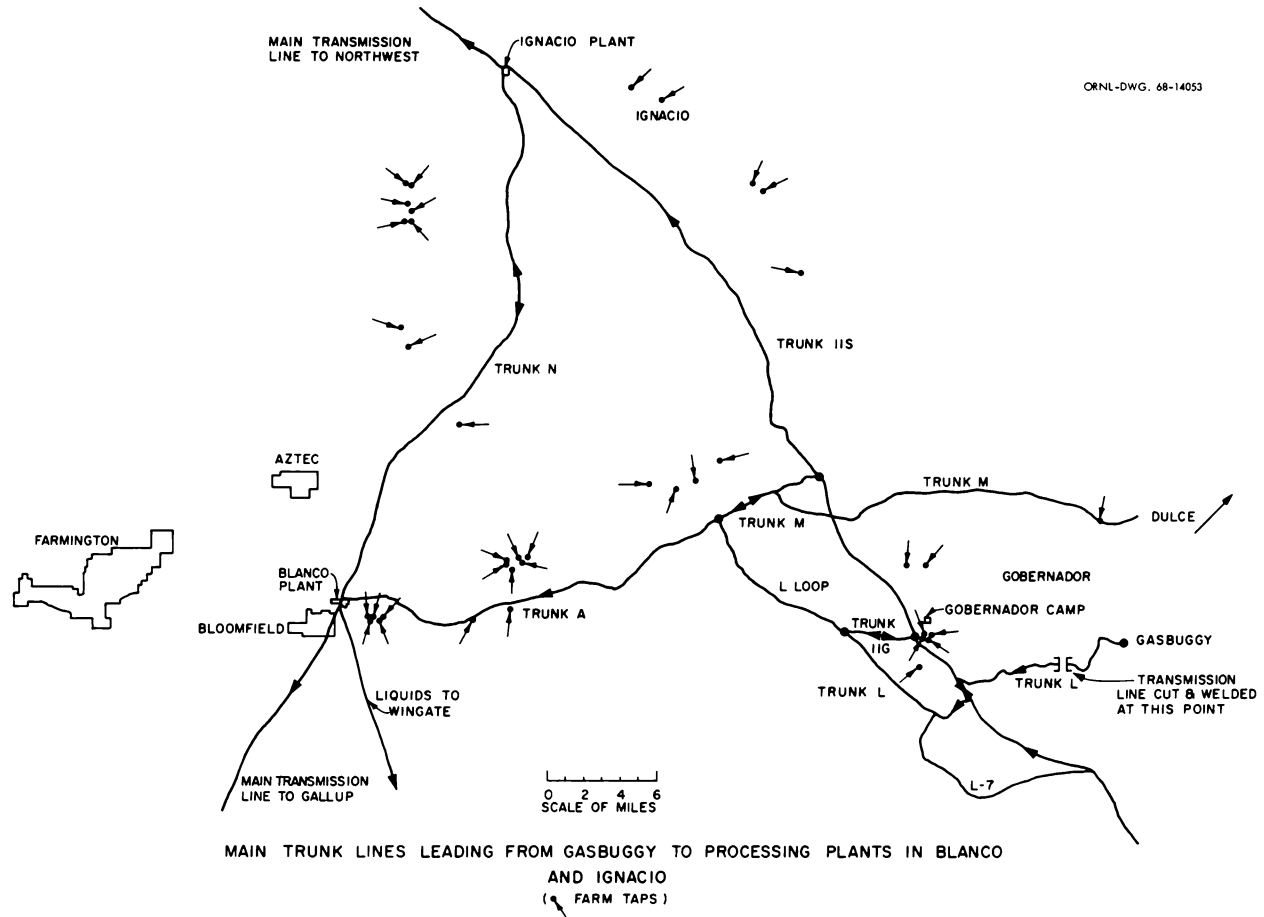 MAIN TRANSMISSION
LINE TO NORTHWEST
IGNACIO PLANT
ORNL-DWG. 68-14053
IGNACIO
TRUNK IIS
TRUNK N
AZTEC
TRUNK M
DULCE
FARMINGTON
TRUNK M
BLANCO
PLANT
L LOOP
GOBERNADOR
GOBERNADOR CAMP
TRUNK A
BLOOMFIELD
TRUNK
IIG
GASBUGGY
TRUNK L
TRUNK L
TRANSMISSION
LINE CUT & WELDED
AT THIS POINT
LIQUIDS TO
WINGATE
MAIN TRANSMISSION
LINE TO GALLUP
L-7
0 2 4 6
SCALE OF MILES
MAIN TRUNK LINES LEADING FROM GASBUGGY TO PROCESSING PLANTS IN BLANCO
AND IGNACIO
( FARM TAPS )